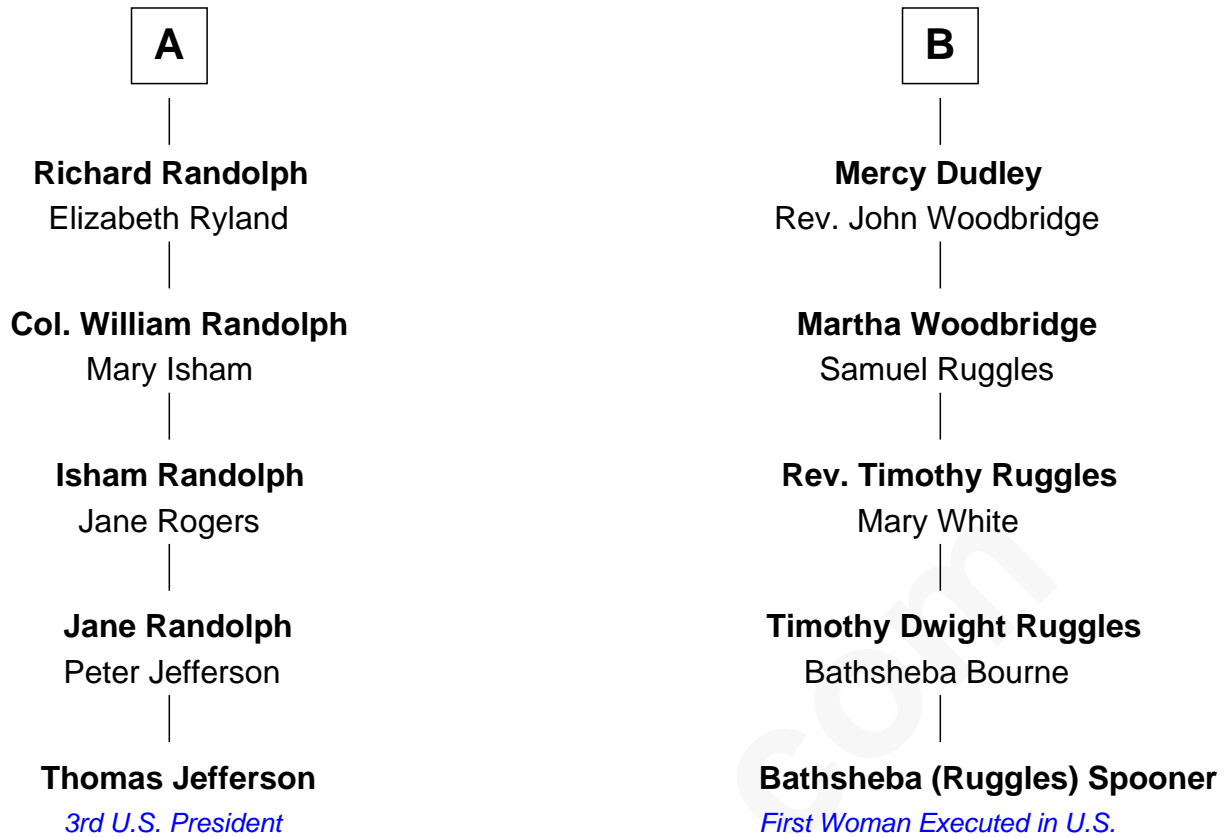 A
Richard Randolph
Elizabeth Ryland
Col. William Randolph
Mary Isham
Isham Randolph
Jane Rogers
Jane Randolph
Peter Jefferson
Thomas Jefferson
3rd U.S. President
B
Mercy Dudley
Rev. John Woodbridge
Martha Woodbridge
Samuel Ruggles
Rev. Timothy Ruggles
Mary White
Timothy Dwight Ruggles
Bathsheba Bourne
Bathsheba (Ruggles) Spooner
First Woman Executed in U.S.
com